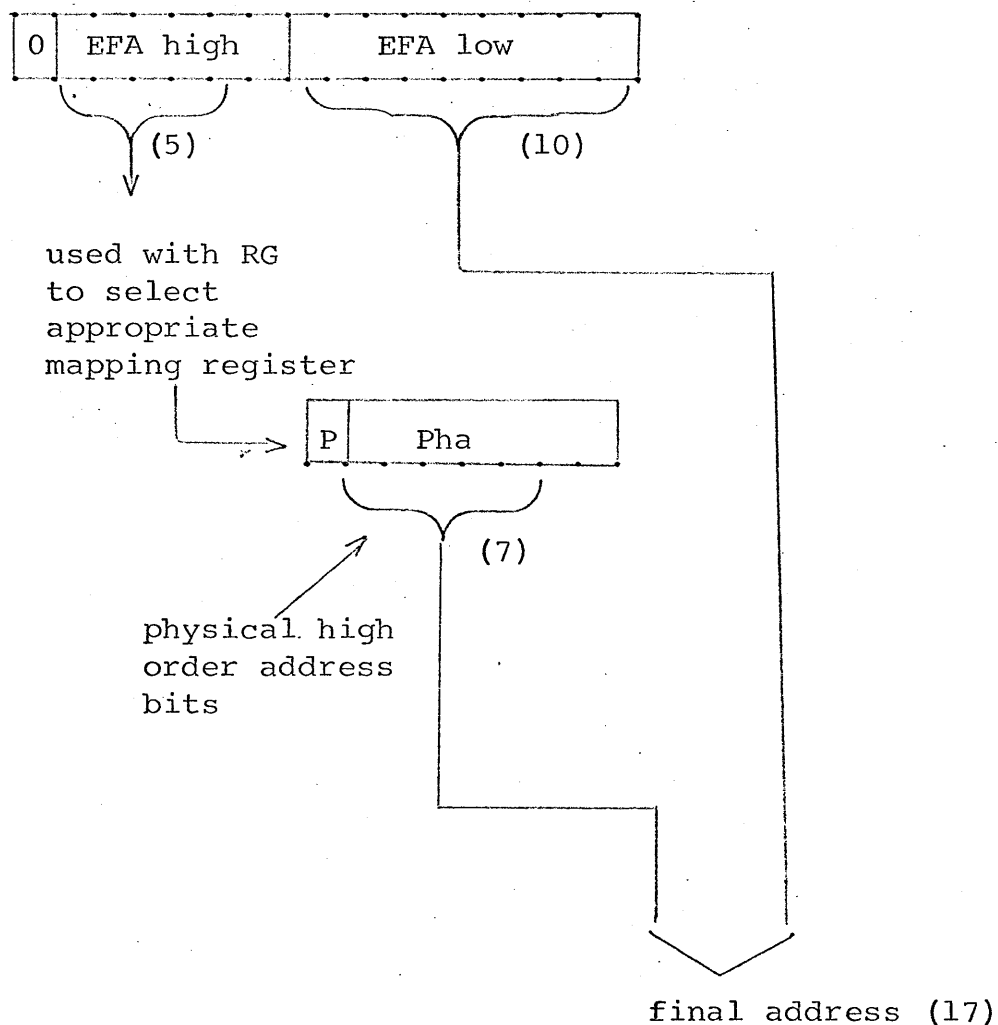 0 EFA high EFA low
(5) (10)
used with RG
to select
appropriate
mapping register
P Pha
(7)
physical high
order address
bits
final address (17)